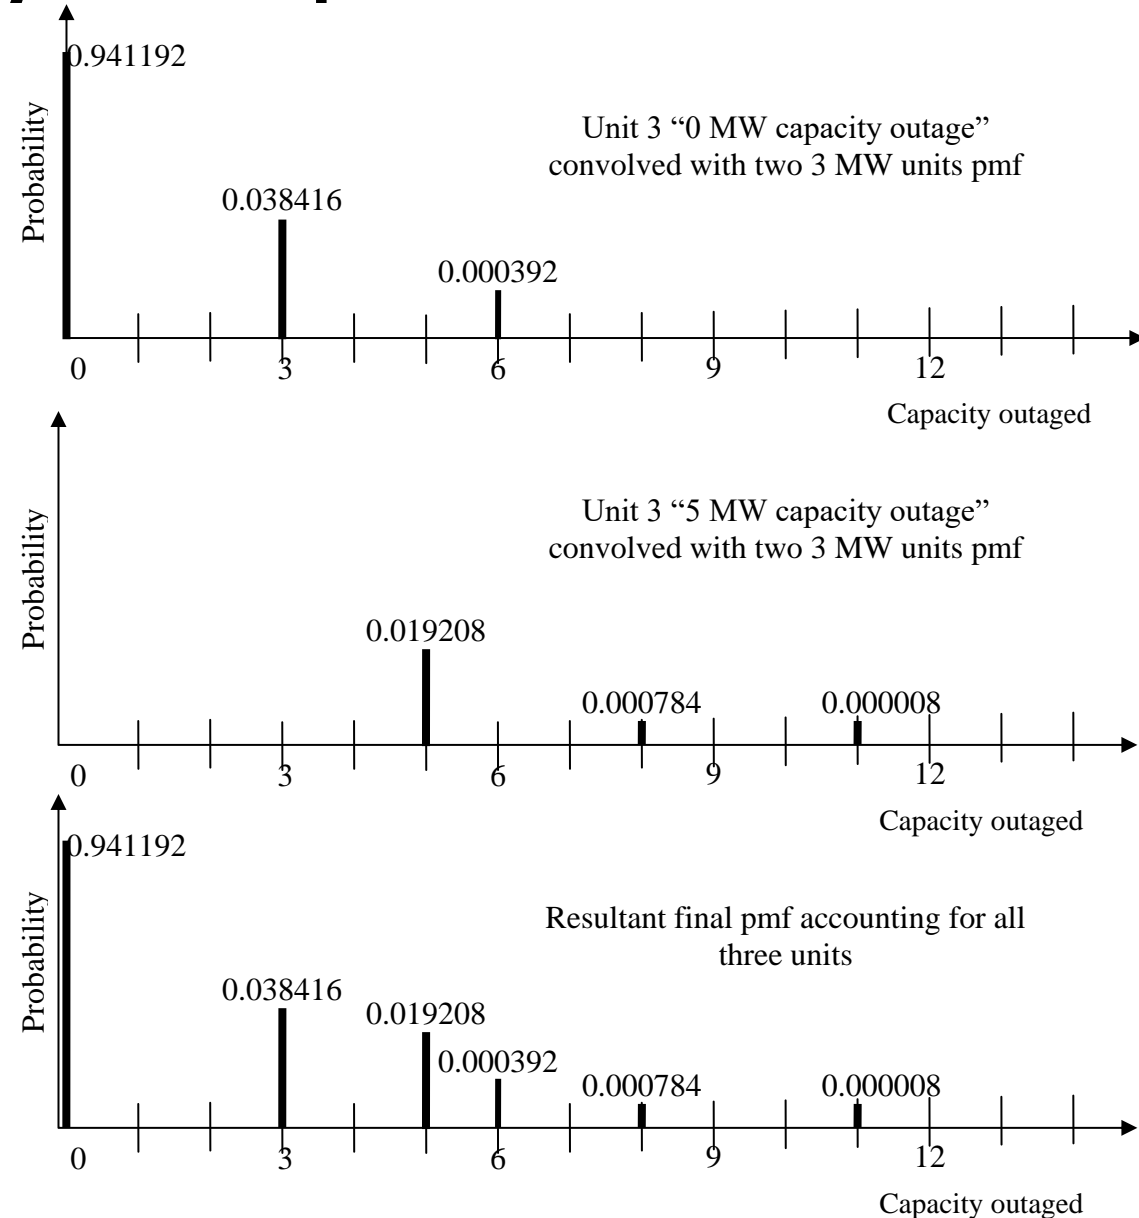 0.941192
Unit 3 “0 MW capacity outage”
convolved with two 3 MW units pmf
Probability
0.038416
0.000392
0 3 6 9 12
Capacity outaged
Unit 3 “5 MW capacity outage”
convolved with two 3 MW units pmf
Probability
0.019208
0.000784 0.000008
0 3 6 9 12
Capacity outaged
0.941192
Resultant final pmf accounting for all
three units
Probability
0.038416
0.019208
0.000392
0.000784 0.000008
0 3 6 9 12
Capacity outaged